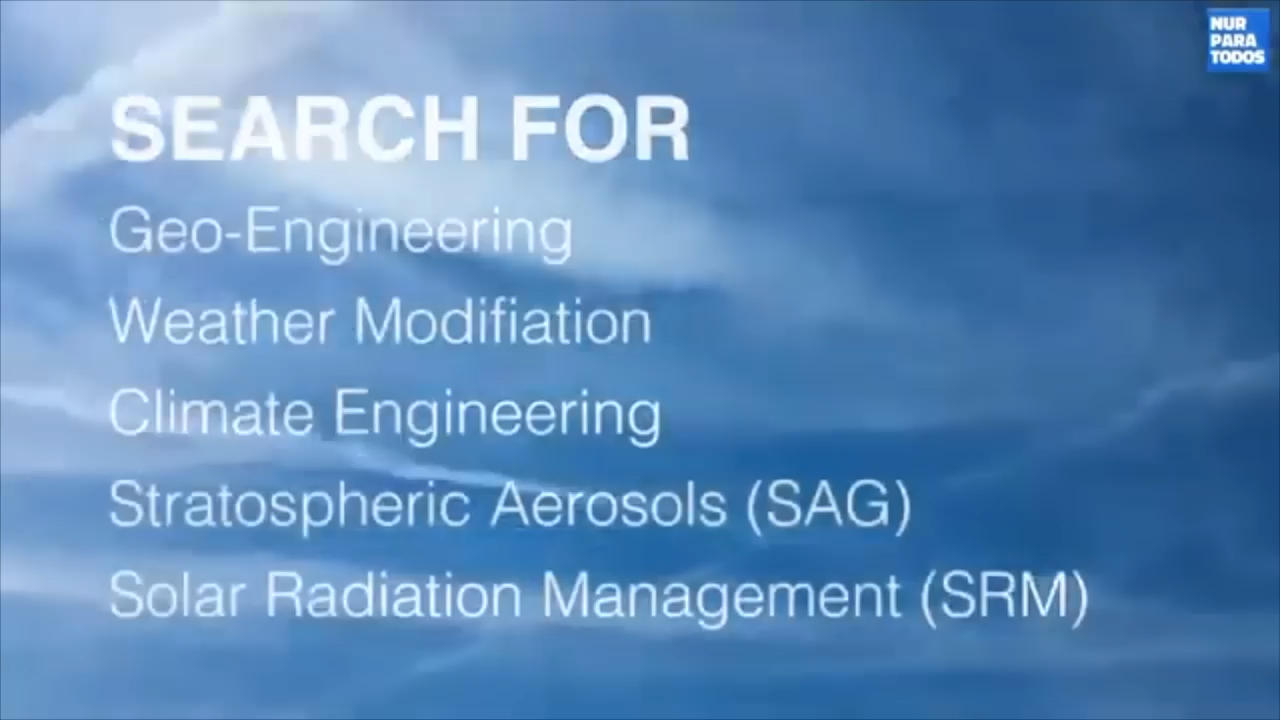 NUR
PARA
TODOS
SEARCH FOR
Geo-Engineering
Weather Modifiation
Climate Engineering
Stratospheric Aerosols (SAG)
Solar Radiation Management (SRM)